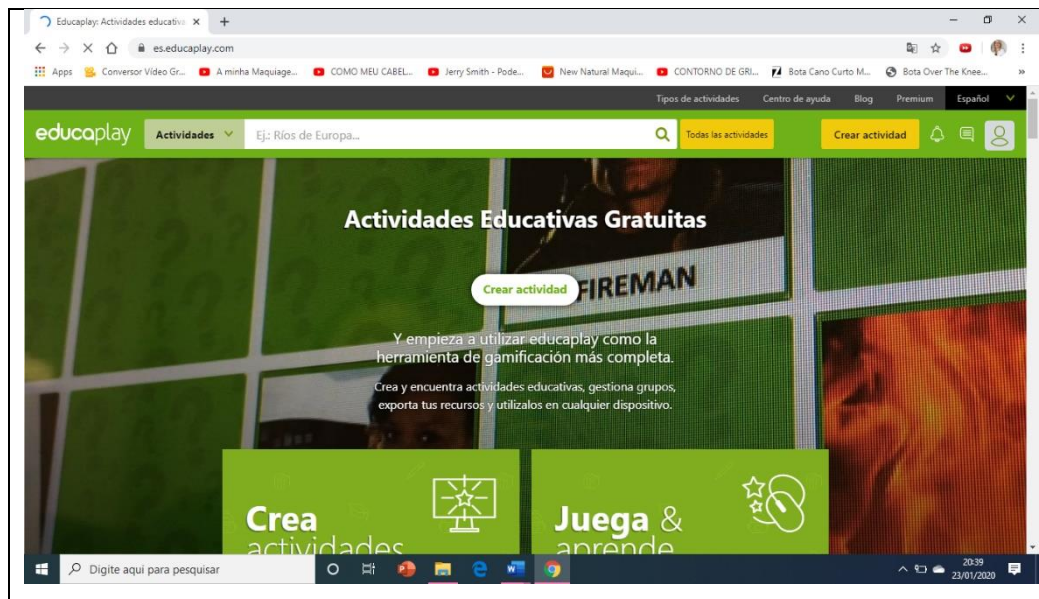 Educaplay: Actividades educativa
es.educaplay.com
Apps Conversor Vídeo Gr... A minha Maquiage... COMO MEU CABEL... Jerry Smith - Pode... New Natural Maqui... CONTORNO DE GRI... Bota Cano Curto M... Bota Over The Knee... »
Tipos de actividades Centro de ayuda Blog Premium Español
educaplay Actividades Ej.: Ríos de Europa... Todas las actividades Crear actividad
Actividades Educativas Gratuitas
FIREMAN
Crear actividad
Y empieza a utilizar educaplay como la
herramienta de gamificación más completa.
Crea y encuentra actividades educativas, gestiona grupos,
exporta tus recursos y utilízalos en cualquier dispositivo.
Crea
actividades
Juega &
aprende
Digite aqui para pesquisar
20:39
23/01/2020